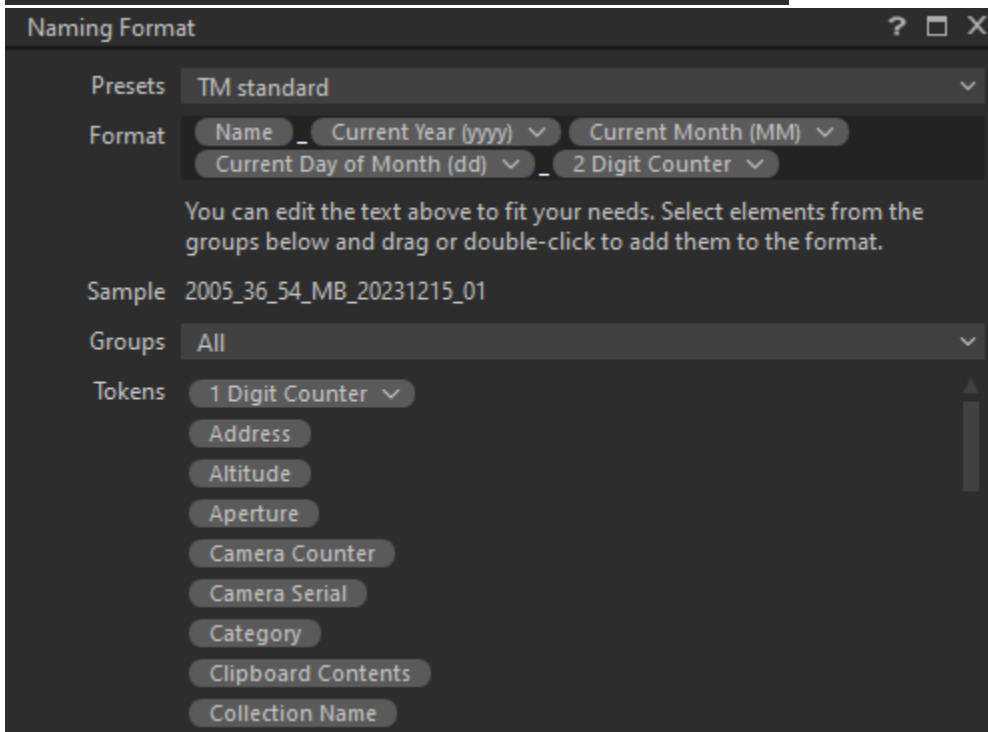 Naming Format ? X
Presets TM standard
Format Name _ Current Year (yyyy) Current Month (MM)
Current Day of Month (dd) _ 2 Digit Counter
You can edit the text above to fit your needs. Select elements from the
groups below and drag or double-click to add them to the format.
Sample 2005_36_54_MB_20231215_01
Groups All
Tokens 1 Digit Counter
Address
Altitude
Aperture
Camera Counter
Camera Serial
Category
Clipboard Contents
Collection Name